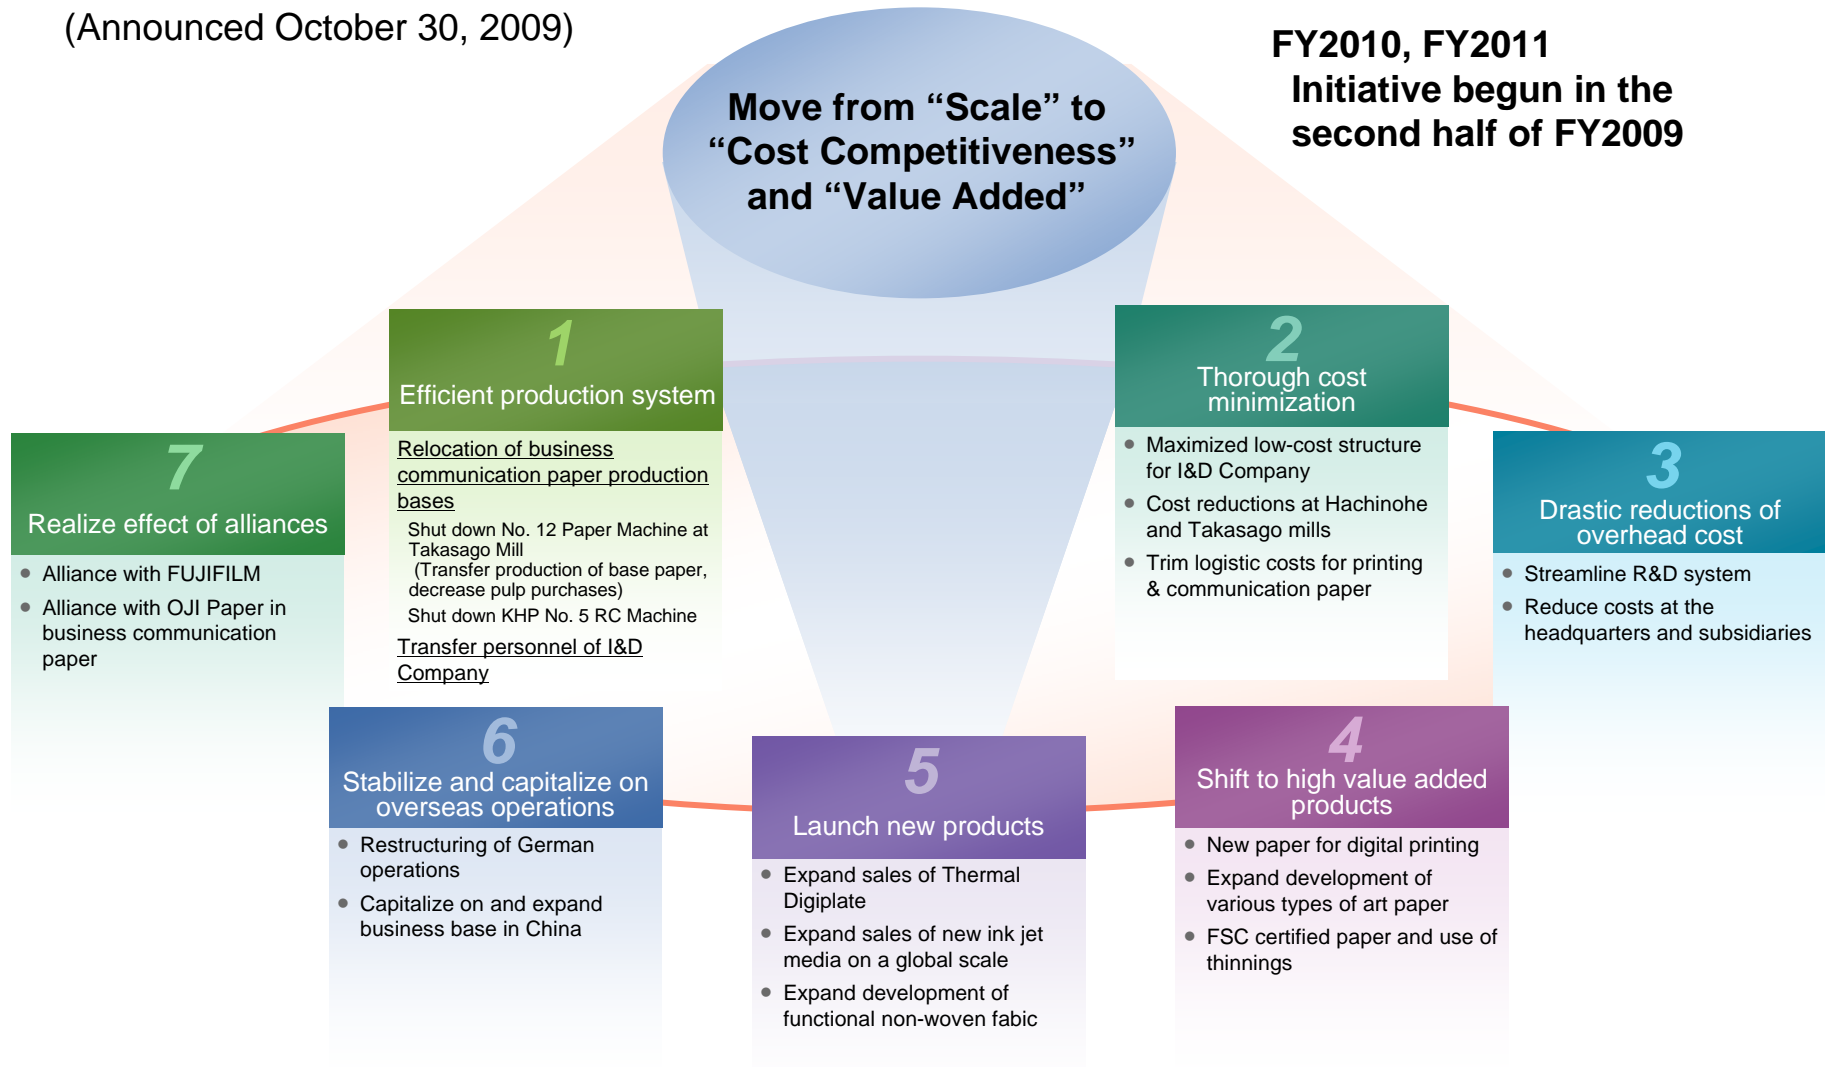 (Announced October 30, 2009)
FY2010, FY2011
Initiative begun in the
second half of FY2009
Move from “Scale” to
“Cost Competitiveness”
and “Value Added”
1
Efficient production system
Relocation of business
communication paper production
bases
Shut down No. 12 Paper Machine at
Takasago Mill
(Transfer production of base paper,
decrease pulp purchases)
Shut down KHP No. 5 RC Machine
Transfer personnel of I&D
Company
2
Thorough cost
minimization
• Maximized low-cost structure
for I&D Company
• Cost reductions at Hachinohe
and Takasago mills
• Trim logistic costs for printing
& communication paper
3
Drastic reductions of
overhead cost
• Streamline R&D system
• Reduce costs at the
headquarters and subsidiaries
4
Shift to high value added
products
• New paper for digital printing
• Expand development of
various types of art paper
• FSC certified paper and use of
thinnings
5
Launch new products
• Expand sales of Thermal
Digiplate
• Expand sales of new ink jet
media on a global scale
• Expand development of
functional non-woven fabic
6
Stabilize and capitalize on
overseas operations
• Restructuring of German
operations
• Capitalize on and expand
business base in China
7
Realize effect of alliances
• Alliance with FUJIFILM
• Alliance with OJI Paper in
business communication
paper